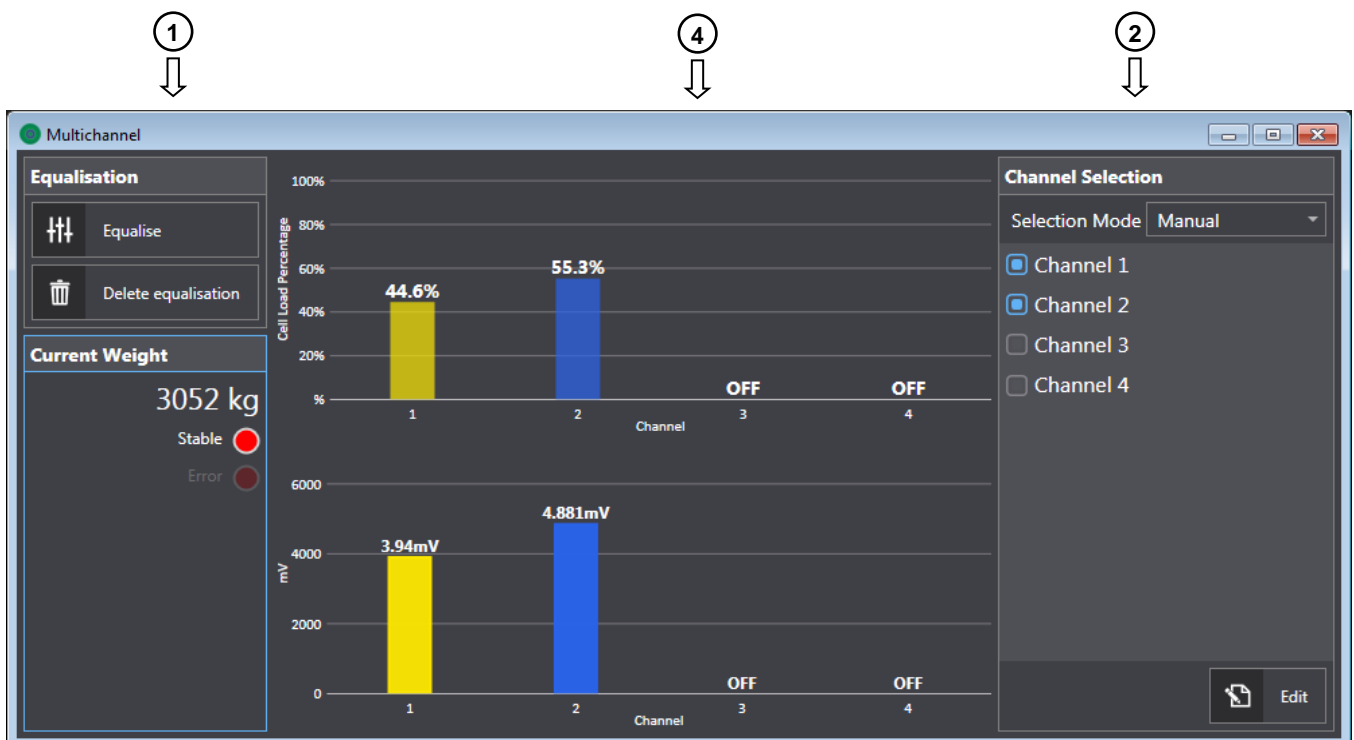 1
4
2
Multichannel
Equalisation
Equalise
Delete equalisation
Current Weight
3052 kg
Stable
Error
100%
80%
60%
40%
20%
%
Cell Load Percentage
44.6%
55.3%
OFF
OFF
1
2
3
4
Channel
6000
4000
2000
0
mV
3.94mV
4.881mV
OFF
OFF
1
2
3
4
Channel
Channel Selection
Selection Mode Manual
Channel 1
Channel 2
Channel 3
Channel 4
Edit